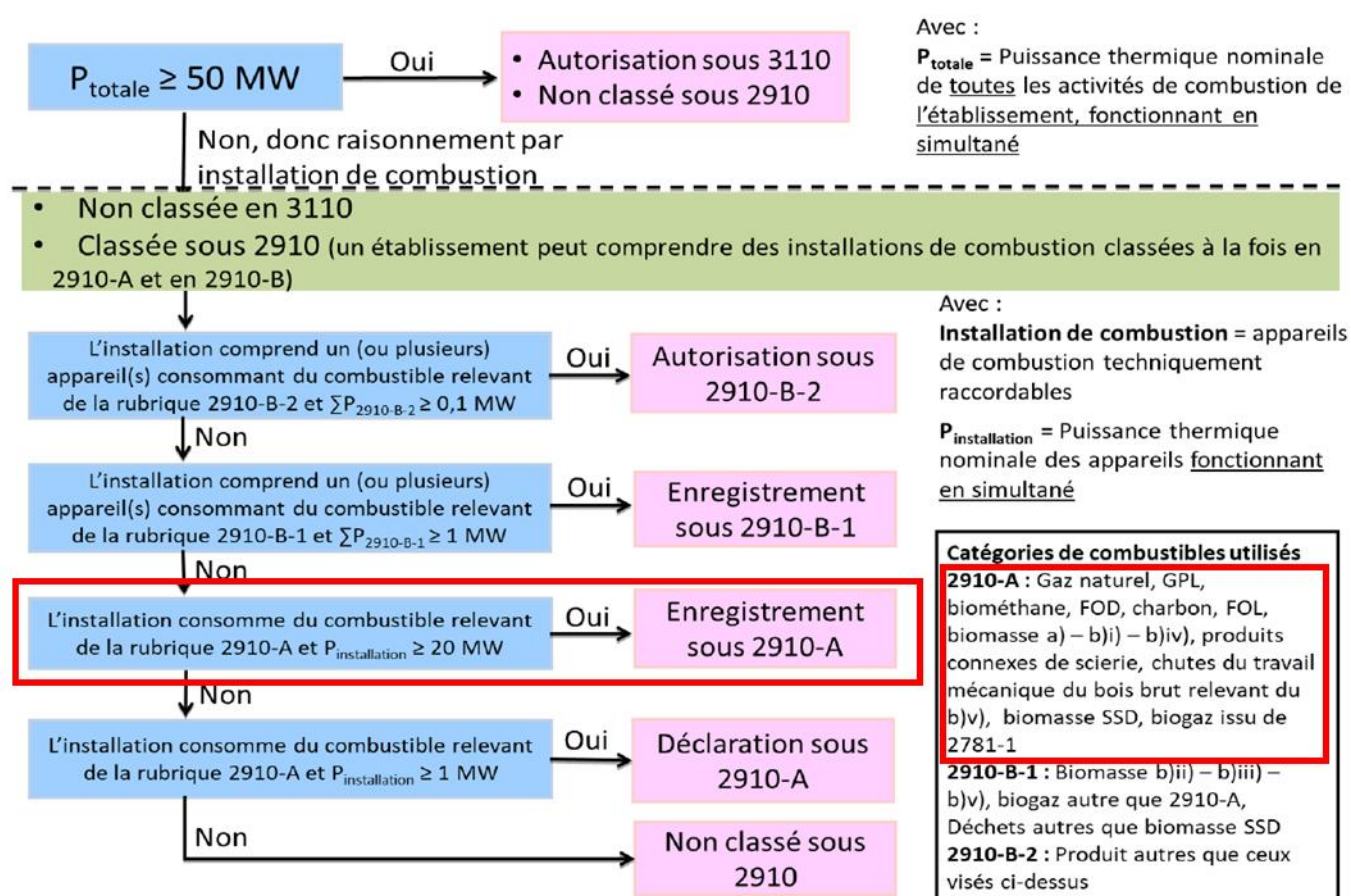 P totale ≥ 50 MW
Oui
• Autorisation sous 3110
• Non classé sous 2910
Avec :
P totale = Puissance thermique nominale
de toutes les activités de combustion de
l'établissement, fonctionnant en
simultané
Non, donc raisonnement par
installation de combustion
• Non classée en 3110
• Classée sous 2910 (un établissement peut comprendre des installations de combustion classées à la fois en
2910-A et en 2910-B)
L'installation comprend un (ou plusieurs)
appareil(s) consommant du combustible relevant
de la rubrique 2910-B-2 et ∑P2910-B-2 ≥ 0,1 MW
Oui
Autorisation sous
2910-B-2
Non
L'installation comprend un (ou plusieurs)
appareil(s) consommant du combustible relevant
de la rubrique 2910-B-1 et ∑P2910-B-1 ≥ 1 MW
Oui
Enregistrement
sous 2910-B-1
Non
L'installation consomme du combustible relevant
de la rubrique 2910-A et Pinstallation ≥ 20 MW
Oui
Enregistrement
sous 2910-A
Non
L'installation consomme du combustible relevant
de la rubrique 2910-A et Pinstallation ≥ 1 MW
Oui
Déclaration sous
2910-A
Non
Non classé sous
2910
Avec :
Installation de combustion = appareils
de combustion techniquement
raccordables
Pinstallation = Puissance thermique
nominale des appareils fonctionnant
en simultané
Catégories de combustibles utilisés
2910-A : Gaz naturel, GPL,
biométhane, FOD, charbon, FOL,
biomasse a) – b)i) – b)iv), produits
connexes de scierie, chutes du travail
mécanique du bois brut relevant du
b)v), biomasse SSD, biogaz issu de
2781-1
2910-B-1 : Biomasse b)ii) – b)iii) –
b)v), biogaz autre que 2910-A,
Déchets autres que biomasse SSD
2910-B-2 : Produit autres que ceux
visés ci-dessus